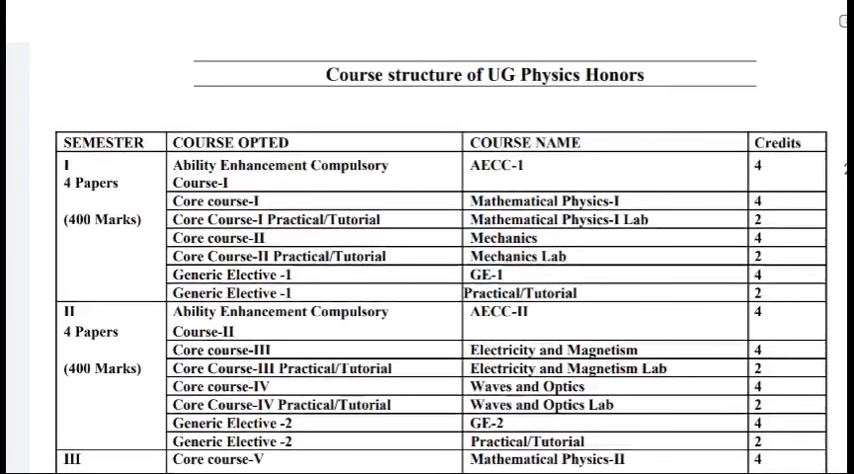 Course structure of UG Physics Honors
SEMESTER COURSE OPTED COURSE NAME Credits
I Ability Enhancement Compulsory AECC-1 4
4 Papers Course-I
Core course-I Mathematical Physics-I 4
(400 Marks) Core Course-I Practical/Tutorial Mathematical Physics-I Lab 2
Core course-II Mechanics 4
Core Course-II Practical/Tutorial Mechanics Lab 2
Generic Elective -1 GE-1 4
Generic Elective -1 Practical/Tutorial 2
II Ability Enhancement Compulsory AECC-II 4
4 Papers Course-II
Core course-III Electricity and Magnetism 4
(400 Marks) Core Course-III Practical/Tutorial Electricity and Magnetism Lab 2
Core course-IV Waves and Optics 4
Core Course-IV Practical/Tutorial Waves and Optics Lab 2
Generic Elective -2 GE-2 4
Generic Elective -2 Practical/Tutorial 2
III Core course-V Mathematical Physics-II 4